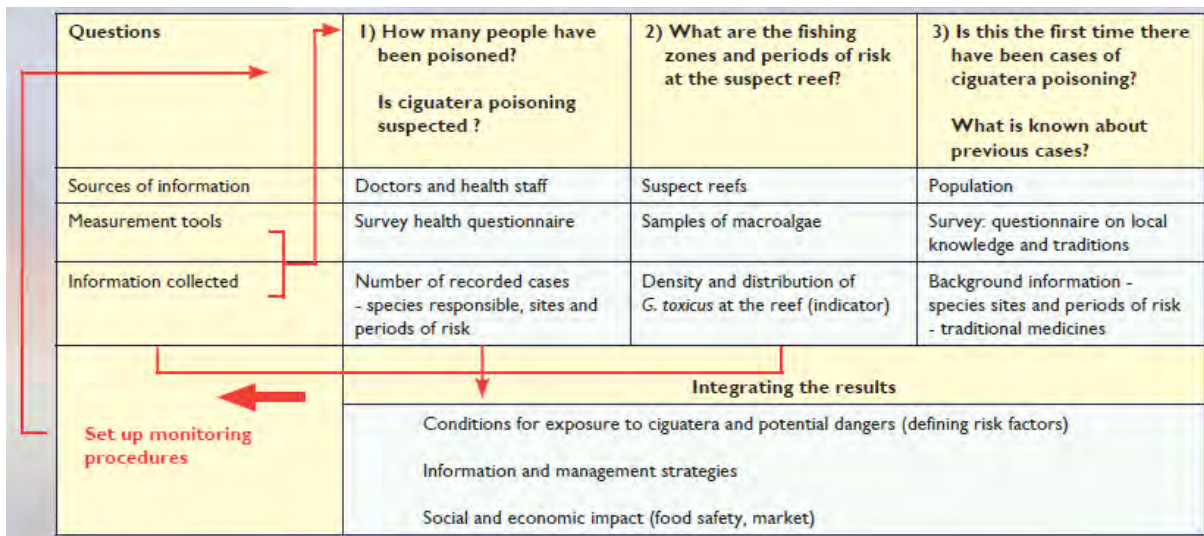 Questions
1) How many people have
been poisoned?
Is ciguatera poisoning
suspected ?
2) What are the fishing
zones and periods of risk
at the suspect reef?
3) Is this the first time there
have been cases of
ciguatera poisoning?
What is known about
previous cases?
Sources of information
Doctors and health staff
Suspect reefs
Population
Measurement tools
Survey health questionnaire
Samples of macroalgae
Survey: questionnaire on local
knowledge and traditions
Information collected
Number of recorded cases
- species responsible, sites and
periods of risk
Density and distribution of
G. toxicus at the reef (indicator)
Background information -
species sites and periods of risk
- traditional medicines
Set up monitoring
procedures
Integrating the results
Conditions for exposure to ciguatera and potential dangers (defining risk factors)
Information and management strategies
Social and economic impact (food safety, market)